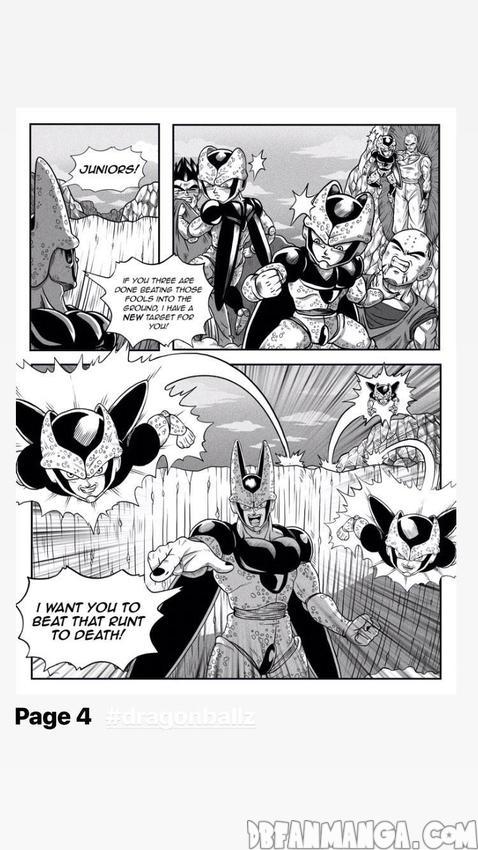 JUNIORS!
IF YOU THREE ARE
DONE BEATING THOSE
FOOLS INTO THE
GROUND, I HAVE A
NEW TARGET FOR
YOU!
I WANT YOU TO
BEAT THAT RUNT
TO DEATH!
Page 4 #dragonballz
DBFANMANGA.COM